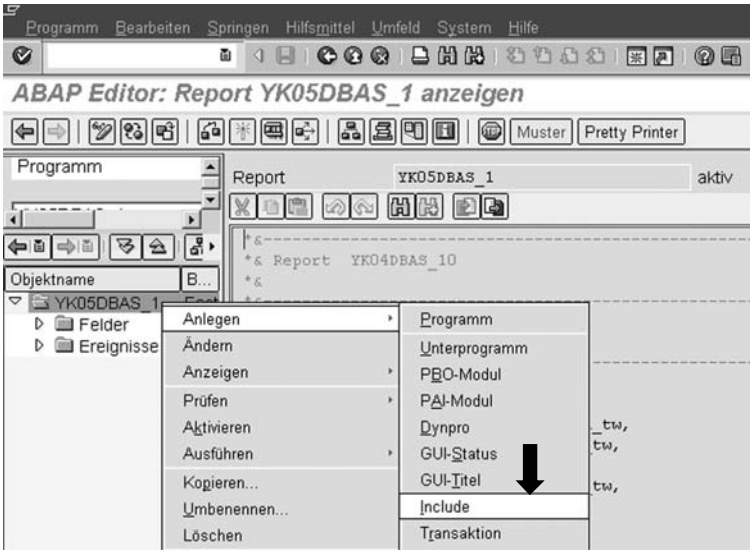 Programm Bearbeiten Springen Hilfsmittel Umfeld System Hilfe
ABAP Editor: Report YK05DBAS_1 anzeigen
Muster Pretty Printer
Programm
Report YK05DBAS_1 aktiv
*&---------------------------------------------------------------------
*& Report YK04DBAS_10
*&
*&---------------------------------------------------------------------
Objektname B...
YK05DBAS_1
Felder
Ereignisse
Anlegen
Ändern
Anzeigen
Prüfen
Aktivieren
Ausführen
Kopieren...
Umbenennen...
Löschen
Programm
Unterprogramm
PBO-Modul
PAI-Modul
Dynpro
GUI-Status
GUI-Titel
Include
Transaktion
_tw,
tw,
tw,